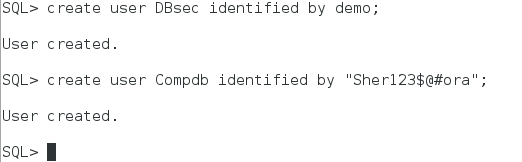 SQL> create user DBsec identified by demo;
User created.
SQL> create user Compdb identified by "Sher123$@#ora";
User created.
SQL>